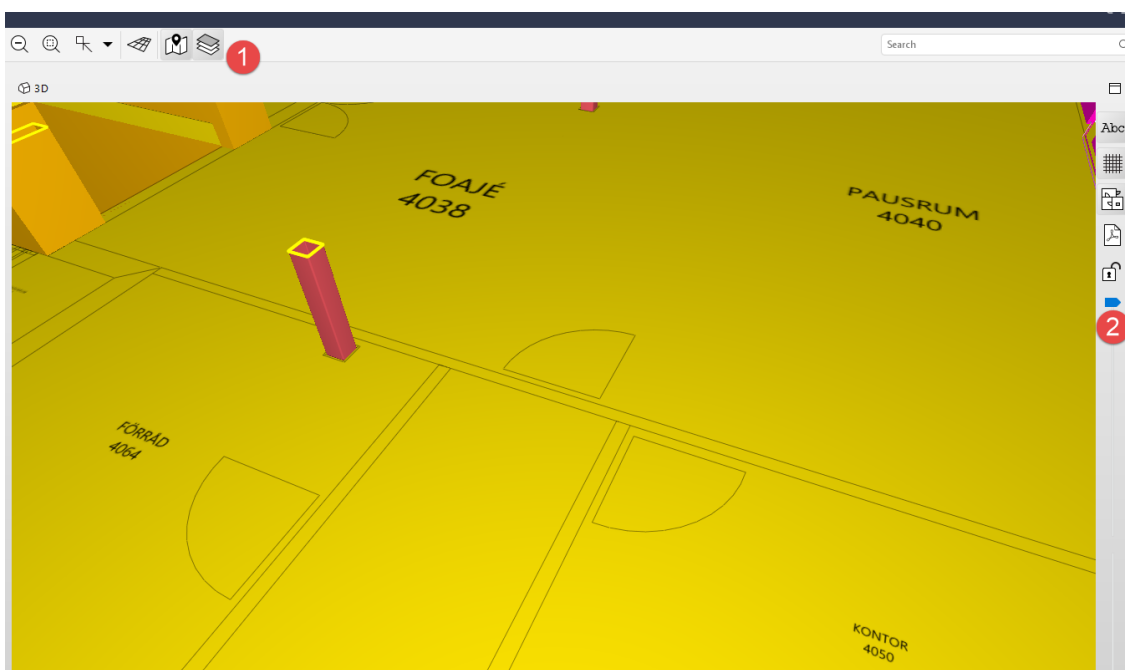 1
Search
3D
Abc
FOAJÉ
4038
PAUSRUM
4040
2
FÖRRÅD
4064
KONTOR
4050